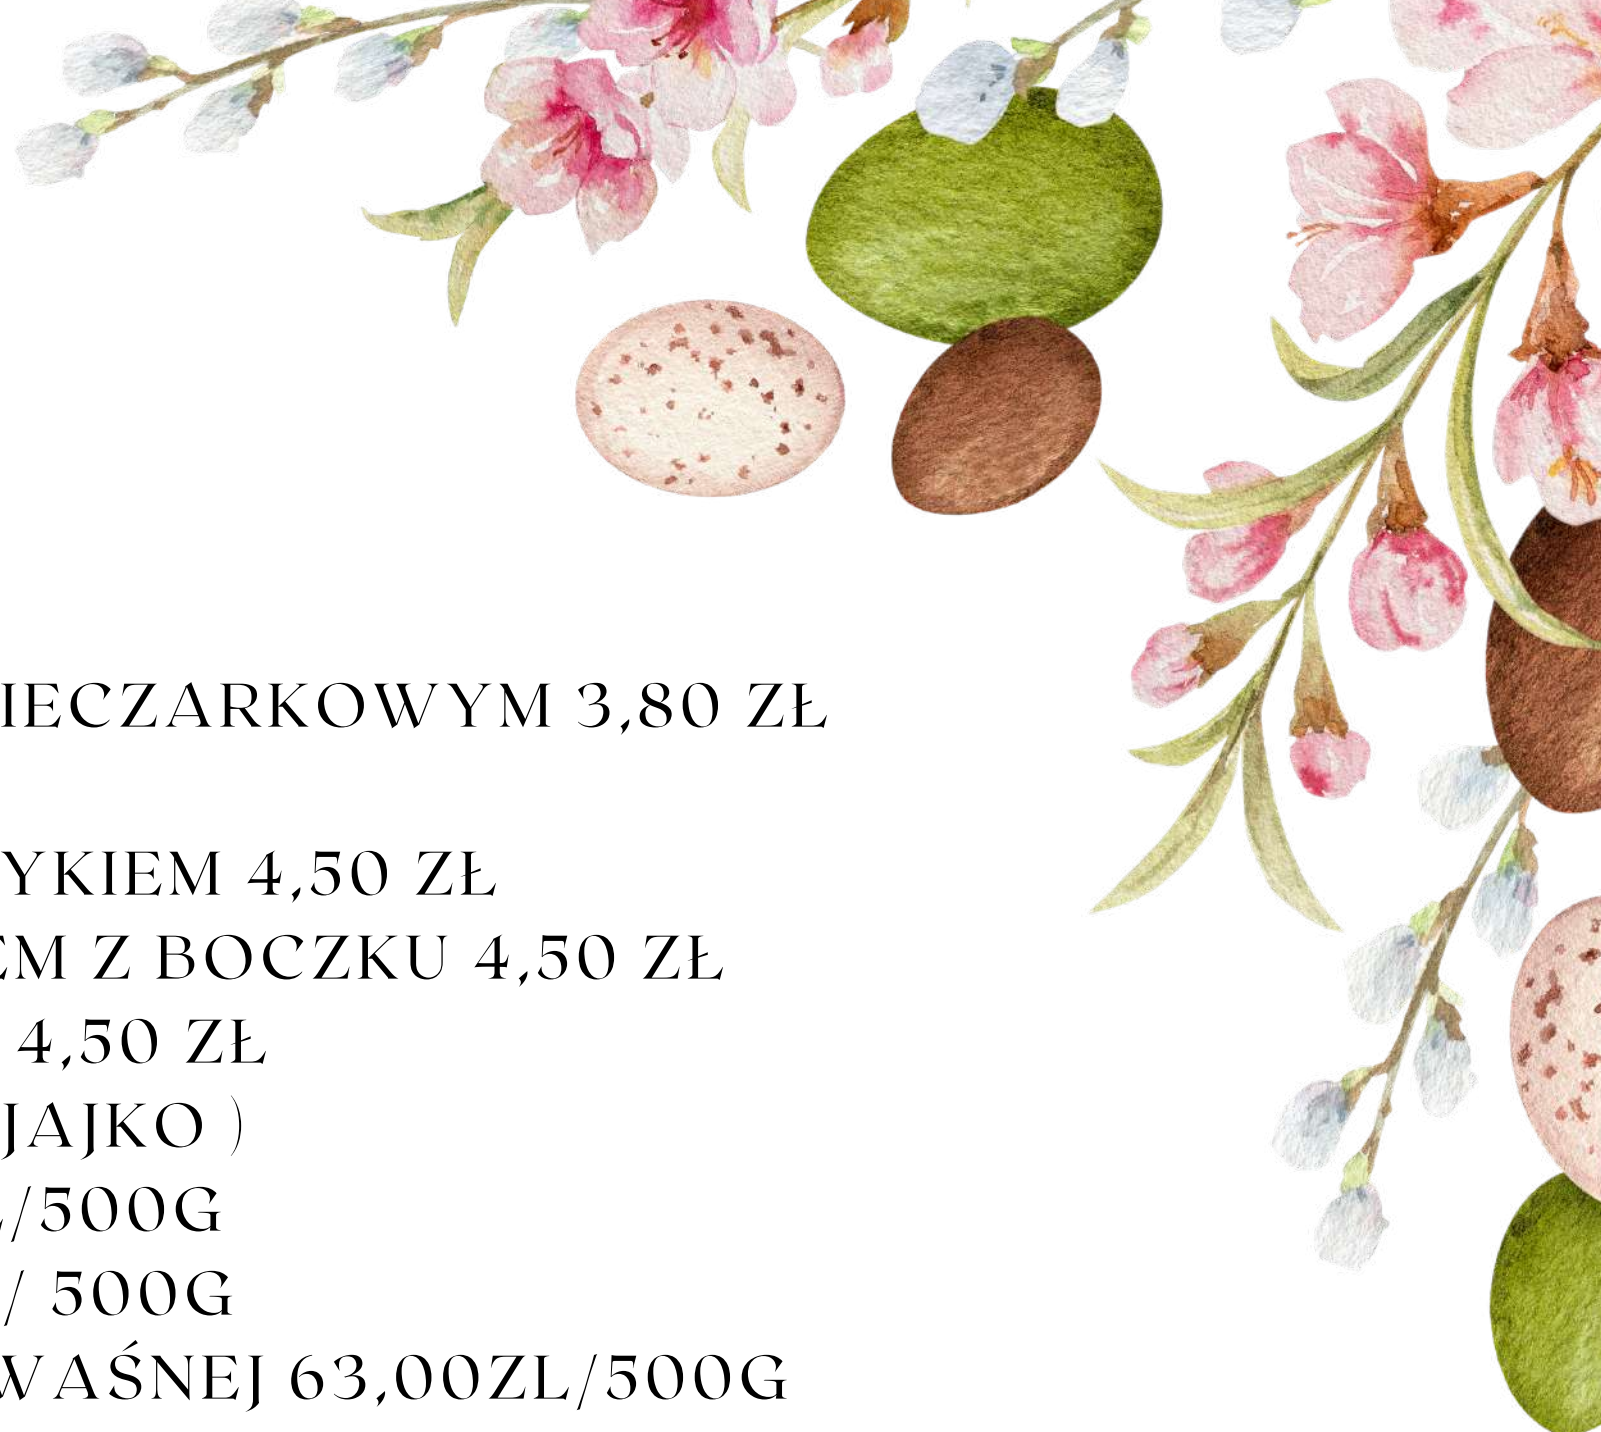 IECZARKOWYM 3,80 ZŁ
YKIEM 4,50 ZŁ
EM Z BOCZKU 4,50 ZŁ
4,50 ZŁ
JAJKO )
/500G
/ 500G
WAŚNEJ 63,00ZL/500G